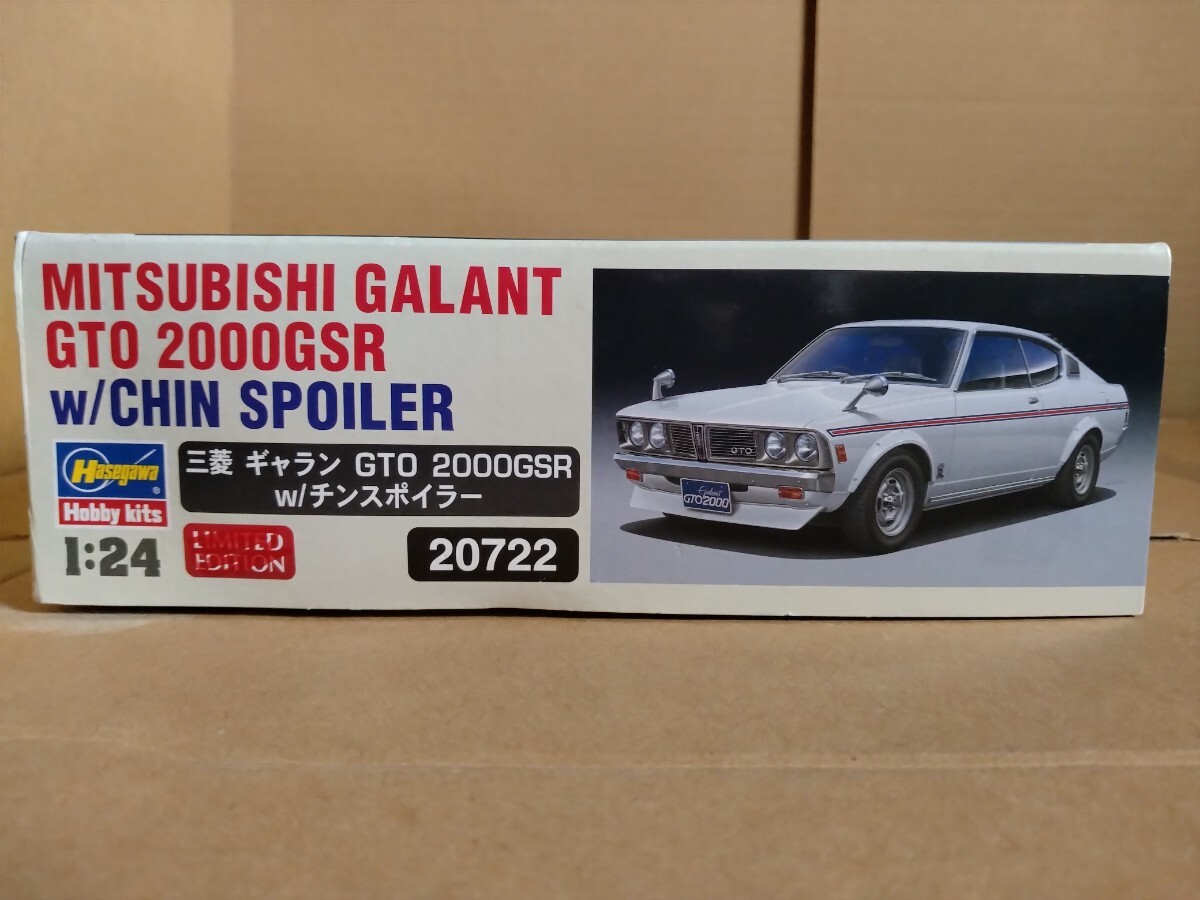 MITSUBISHI GALANT
GTO 2000GSR
w/CHIN SPOILER
Hasegawa®
Hobby kits
三菱 ギャラン GTO 2000GSR
w/チンスポイラー
1:24
LIMITED
EDITION
20722
GTO
Galant
GTO2000